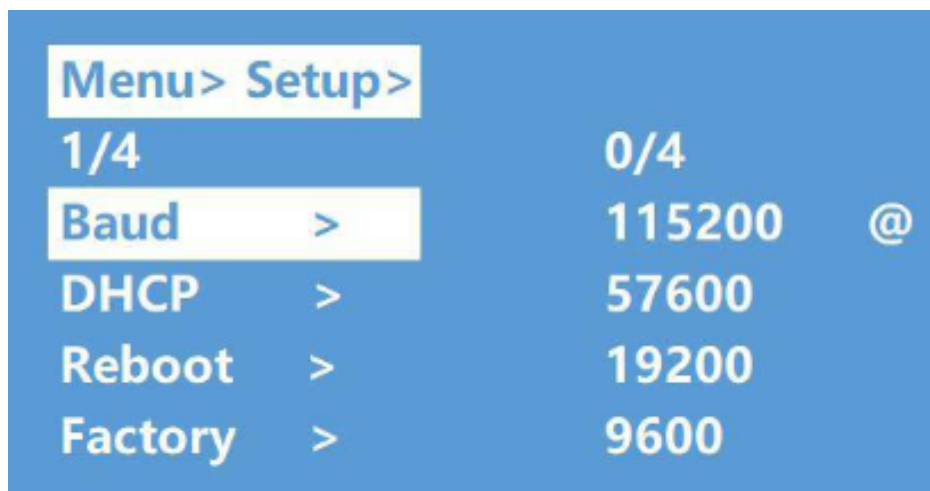 Menu> Setup>
1/4 0/4
Baud > 115200 @
DHCP > 57600
Reboot > 19200
Factory > 9600